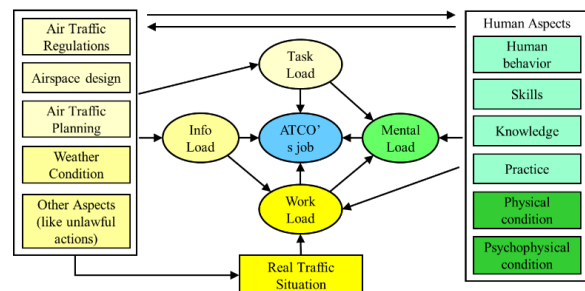 Air Traffic
Regulations
Airspace design
Air Traffic
Planning
Weather
Condition
Other Aspects
(like unlawful
actions)
Task
Load
Info
Load
ATCO'
s job
Mental
Load
Work
Load
Real Traffic
Situation
Human Aspects
Human
behavior
Skills
Knowledge
Practice
Physical
condition
Psychophysical
condition